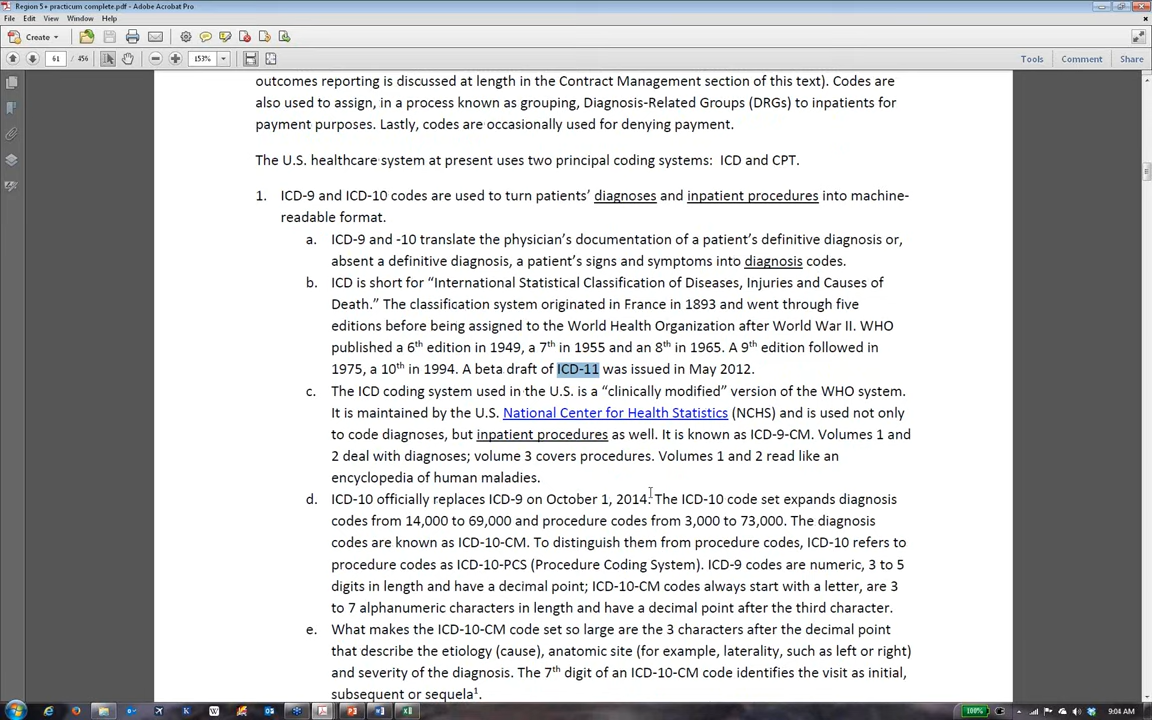 Region 5+ practicum complete.pdf - Adobe Acrobat Pro
File Edit View Window Help
Create
61 / 456
153%
Tools Comment Share
outcomes reporting is discussed at length in the Contract Management section of this text). Codes are
also used to assign, in a process known as grouping, Diagnosis-Related Groups (DRGs) to inpatients for
payment purposes. Lastly, codes are occasionally used for denying payment.
The U.S. healthcare system at present uses two principal coding systems:  ICD and CPT.
1. ICD-9 and ICD-10 codes are used to turn patients’ diagnoses and inpatient procedures into machine-
readable format.
a. ICD-9 and -10 translate the physician’s documentation of a patient’s definitive diagnosis or,
absent a definitive diagnosis, a patient’s signs and symptoms into diagnosis codes.
b. ICD is short for “International Statistical Classification of Diseases, Injuries and Causes of
Death.” The classification system originated in France in 1893 and went through five
editions before being assigned to the World Health Organization after World War II. WHO
published a 6th edition in 1949, a 7th in 1955 and an 8th in 1965. A 9th edition followed in
1975, a 10th in 1994. A beta draft of ICD-11 was issued in May 2012.
c. The ICD coding system used in the U.S. is a “clinically modified” version of the WHO system.
It is maintained by the U.S. National Center for Health Statistics (NCHS) and is used not only
to code diagnoses, but inpatient procedures as well. It is known as ICD-9-CM. Volumes 1 and
2 deal with diagnoses; volume 3 covers procedures. Volumes 1 and 2 read like an
encyclopedia of human maladies.
d. ICD-10 officially replaces ICD-9 on October 1, 2014. The ICD-10 code set expands diagnosis
codes from 14,000 to 69,000 and procedure codes from 3,000 to 73,000. The diagnosis
codes are known as ICD-10-CM. To distinguish them from procedure codes, ICD-10 refers to
procedure codes as ICD-10-PCS (Procedure Coding System). ICD-9 codes are numeric, 3 to 5
digits in length and have a decimal point; ICD-10-CM codes always start with a letter, are 3
to 7 alphanumeric characters in length and have a decimal point after the third character.
e. What makes the ICD-10-CM code set so large are the 3 characters after the decimal point
that describe the etiology (cause), anatomic site (for example, laterality, such as left or right)
and severity of the diagnosis. The 7th digit of an ICD-10-CM code identifies the visit as initial,
subsequent or sequela1.
100%
9:04 AM